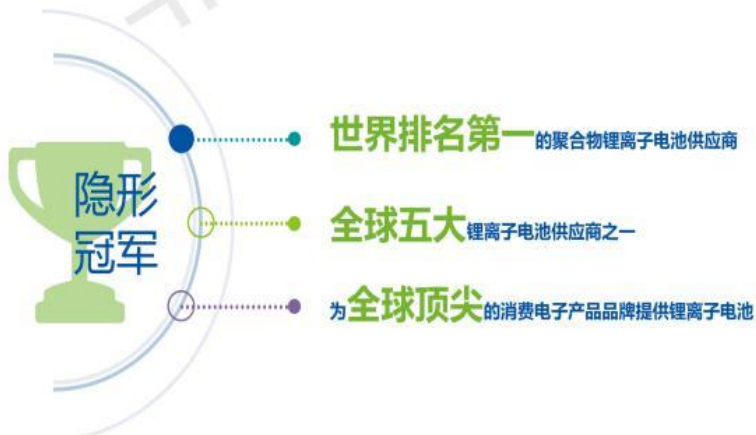 世界排名第一的聚合物锂离子电池供应商
隐形
冠军
全球五大锂离子电池供应商之一
为全球顶尖的消费电子产品品牌提供锂离子电池